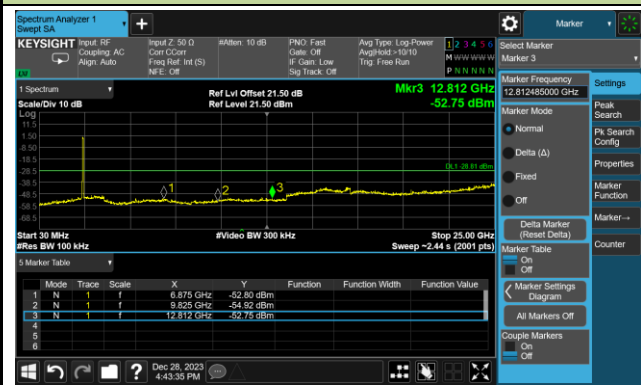 Spectrum Analyzer 1
Swept SA
Marker
KEYSIGHT
Input: RF
Coupling: AC
Align: Auto
Input Z: 50 Ω
Corr CCorr
Freq Ref: Int (S)
NFE: Off
#Atten: 10 dB
PNO: Fast
Gate: Off
IF Gain: Low
Sig Track: Off
Avg Type: Log-Power
Avg|Hold:>10/10
Trig: Free Run
1 2 3 4 5 6
M W W W W W
P N N N N N
LXI
Select Marker
Marker 3
1 Spectrum
Scale/Div 10 dB
Ref Lvl Offset 21.50 dB
Ref Level 21.50 dBm
Mkr3 12.812 GHz
-52.75 dBm
Log
11.5
1.50
-8.50
-18.5
-28.5
-38.5
-48.5
-58.5
-68.5
DL1 -28.81 dBm
1
2
3
Start 30 MHz
#Res BW 100 kHz
#Video BW 300 kHz
Stop 25.00 GHz
Sweep ~2.44 s (2001 pts)
5 Marker Table
Mode Trace Scale X Y Function Function Width Function Value
1 N 1 f 6.875 GHz -52.80 dBm
2 N 1 f 9.825 GHz -54.92 dBm
3 N 1 f 12.812 GHz -52.75 dBm
4
5
6
Marker Frequency
12.812485000 GHz
Marker Mode
Normal
Delta (Δ)
Fixed
Off
Delta Marker
(Reset Delta)
Marker Table
On
Off
Marker Settings
Diagram
All Markers Off
Couple Markers
On
Off
Settings
Peak
Search
Pk Search
Config
Properties
Marker
Function
Marker→
Counter
Dec 28, 2023
4:43:35 PM